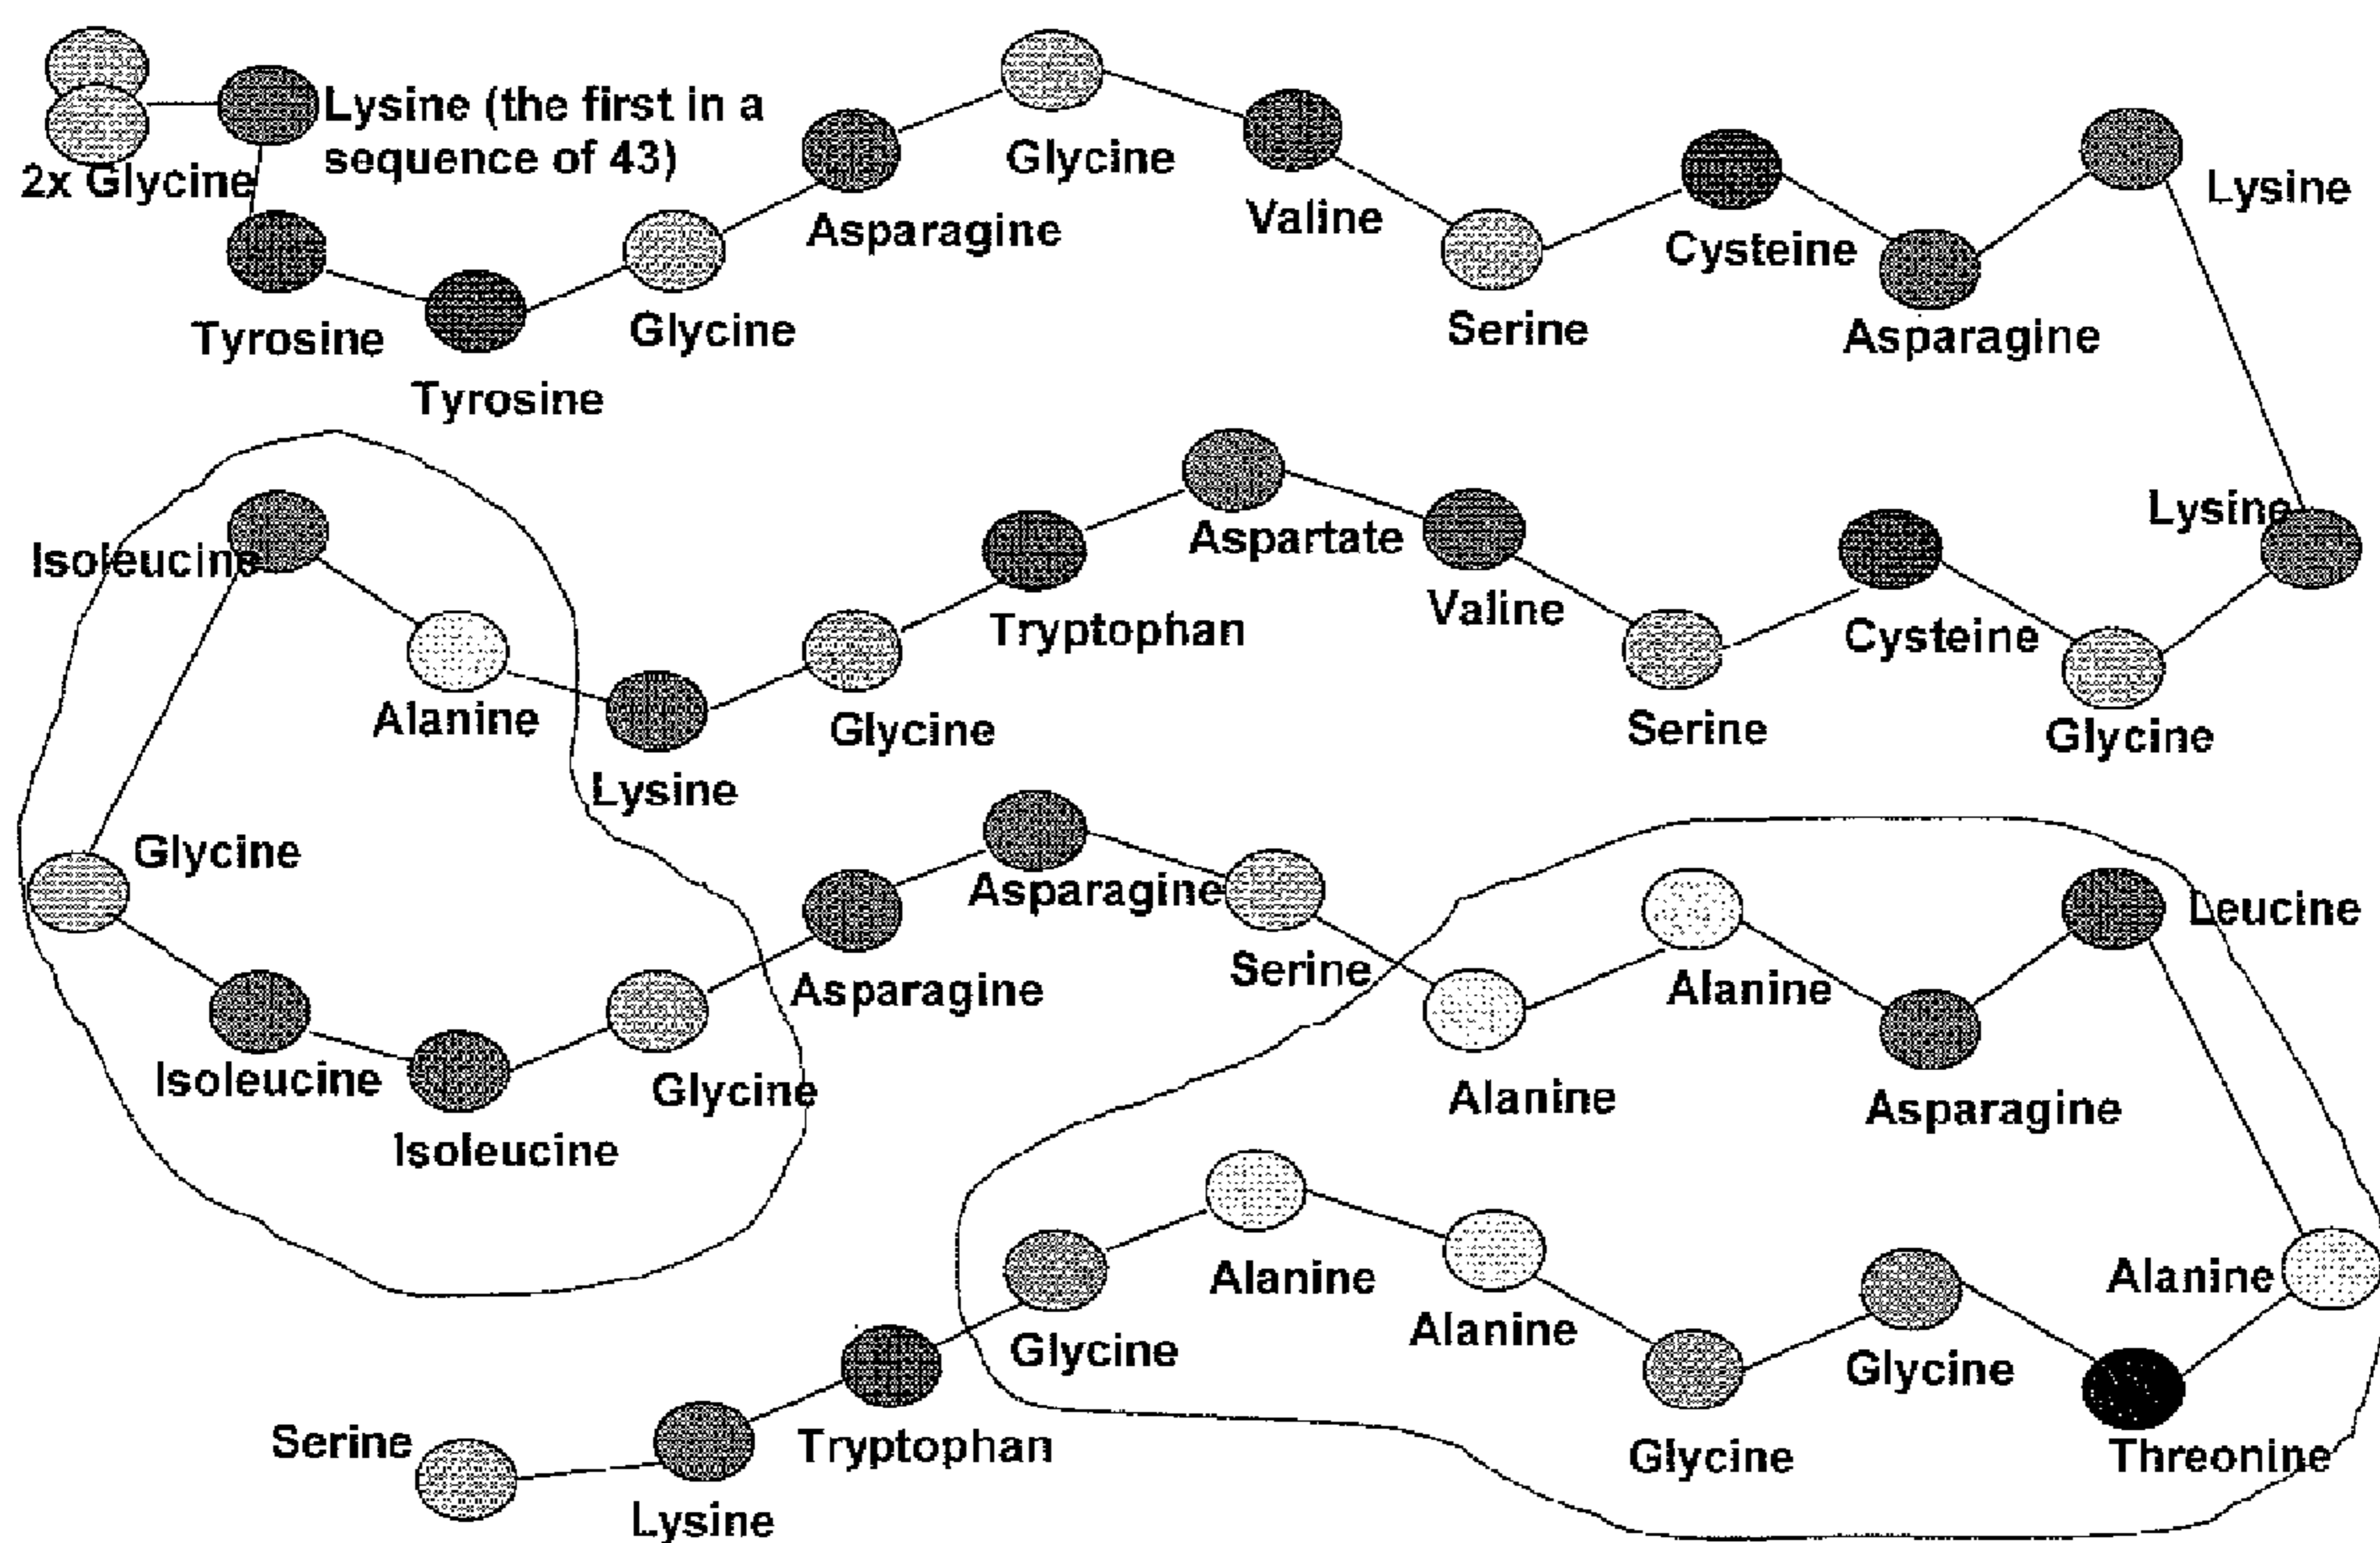 2x Glycine
Lysine (the first in a
sequence of 43)
Tyrosine
Tyrosine
Glycine
Asparagine
Glycine
Valine
Serine
Cysteine
Asparagine
Lysine
Lysine
Glycine
Cysteine
Serine
Valine
Aspartate
Tryptophan
Glycine
Lysine
Alanine
Isoleucine
Glycine
Isoleucine
Isoleucine
Glycine
Asparagine
Asparagine
Serine
Alanine
Alanine
Asparagine
Leucine
Alanine
Threonine
Glycine
Glycine
Alanine
Alanine
Glycine
Tryptophan
Lysine
Serine